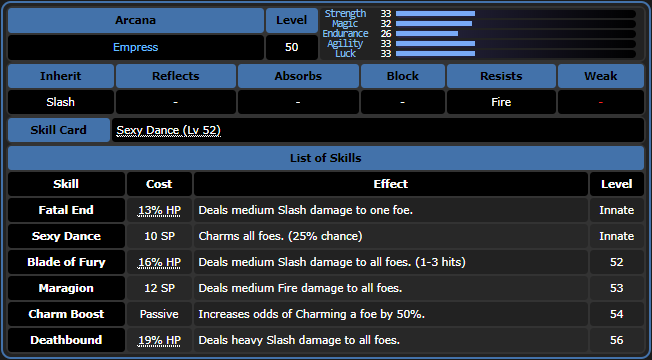 Arcana Level
Empress 50
Strength 33
Magic 32
Endurance 26
Agility 33
Luck 33
Inherit Reflects Absorbs Block Resists Weak
Slash - - - Fire -
Skill Card Sexy Dance (Lv 52)
List of Skills
Skill Cost Effect Level
Fatal End 13% HP Deals medium Slash damage to one foe. Innate
Sexy Dance 10 SP Charms all foes. (25% chance) Innate
Blade of Fury 16% HP Deals medium Slash damage to all foes. (1-3 hits) 52
Maragion 12 SP Deals medium Fire damage to all foes. 53
Charm Boost Passive Increases odds of Charming a foe by 50%. 54
Deathbound 19% HP Deals heavy Slash damage to all foes. 56